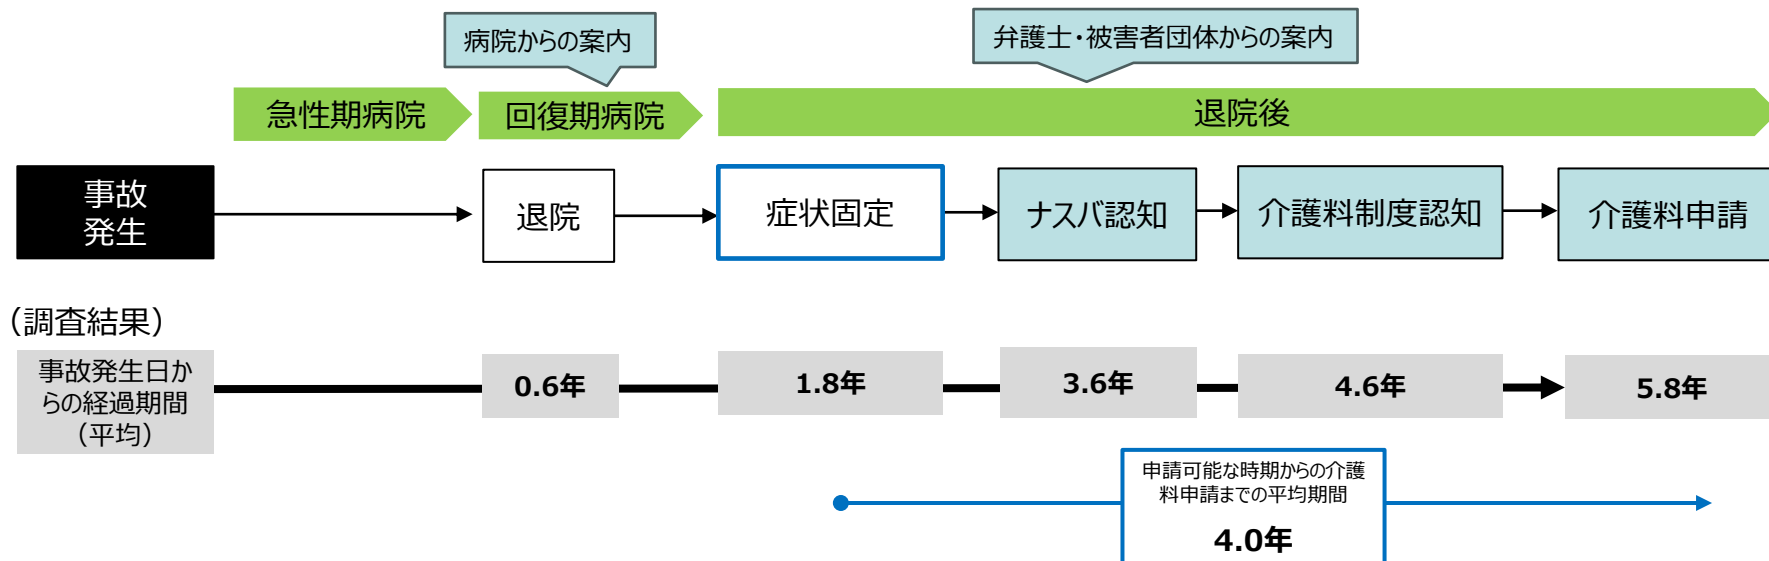 病院からの案内
弁護士・被害者団体からの案内
急性期病院
回復期病院
退院後
事故
発生
退院
症状固定
ナスバ認知
介護料制度認知
介護料申請
（調査結果）
事故発生日か
らの経過期間
（平均）
0.6年
1.8年
3.6年
4.6年
5.8年
申請可能な時期からの介護
料申請までの平均期間
4.0年